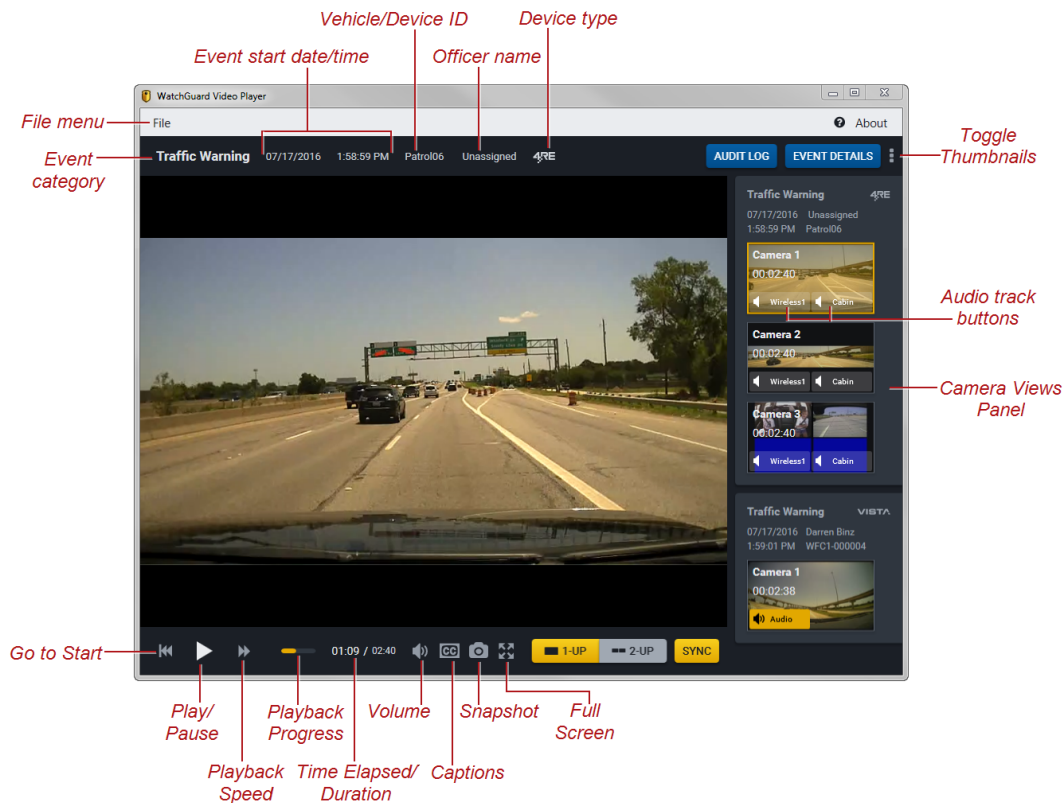 Vehicle/Device ID
Device type
Event start date/time
Officer name
WatchGuard Video Player
File menu
File
About
Toggle
Thumbnails
Event
category
Traffic Warning
07/17/2016
1:58:59 PM
Patrol06
Unassigned
4RE
AUDIT LOG
EVENT DETAILS
Traffic Warning
4RE
07/17/2016 Unassigned
1:58:59 PM Patrol06
Camera 1
00:02:40
Wireless1
Cabin
Audio track
buttons
Camera 2
00:02:40
Wireless1
Cabin
Camera Views
Panel
Camera 3
00:02:40
Wireless1
Cabin
Traffic Warning
VISTA
07/17/2016 Darren Binz
1:59:01 PM WFC1-000004
Camera 1
00:02:38
Audio
Go to Start
01:09 / 02:40
CC
1-UP
2-UP
SYNC
Play/
Pause
Playback
Progress
Volume
Snapshot
Full
Screen
Playback
Speed
Time Elapsed/
Duration
Captions